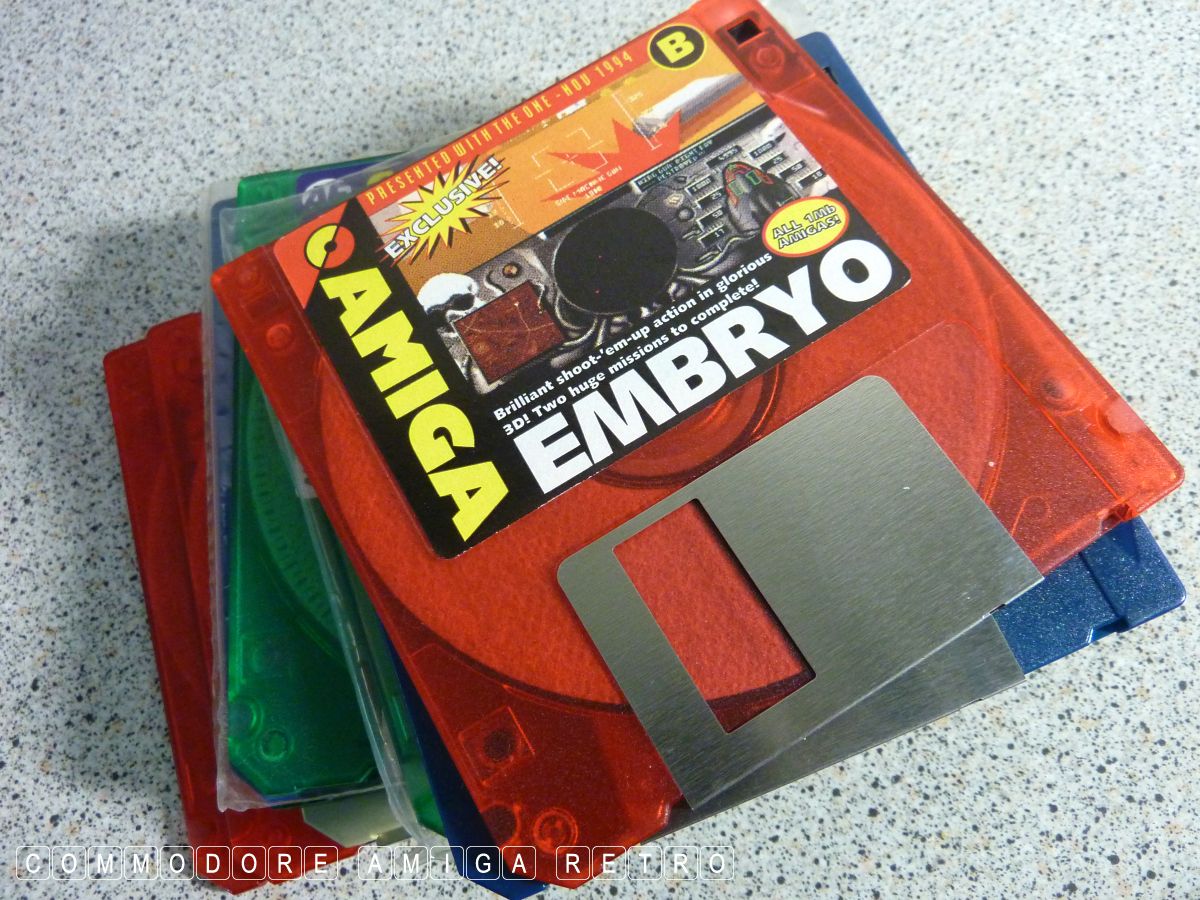 PRESENTED WITH THE ONE - NOV 1994
B
EXCLUSIVE!
ALL 1Mb
AMIGAS!
AMIGA
Brilliant shoot-'em-up action in glorious
3D! Two huge missions to complete!
EMBRYO
COMMODORE AMIGA RETRO